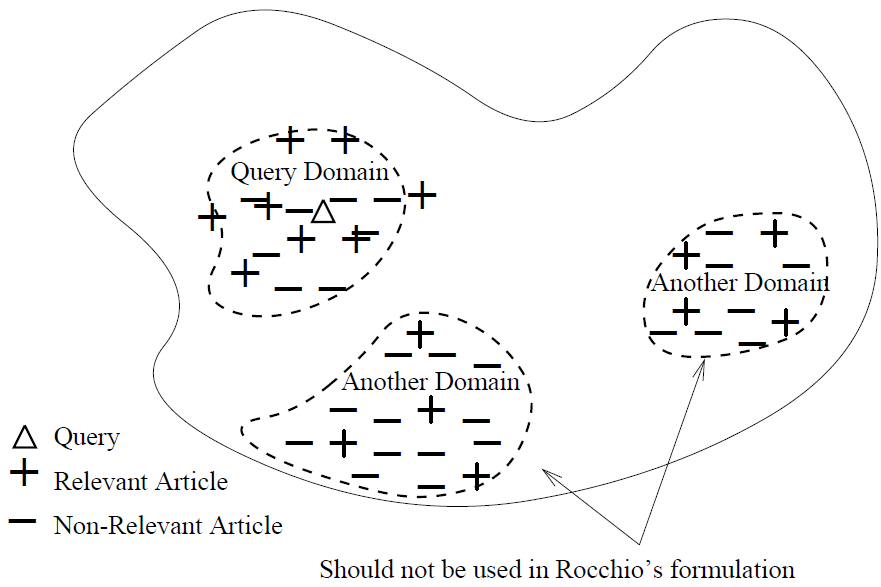 Query Domain
Another Domain
Another Domain
Query
Relevant Article
Non-Relevant Article
Should not be used in Rocchio's formulation